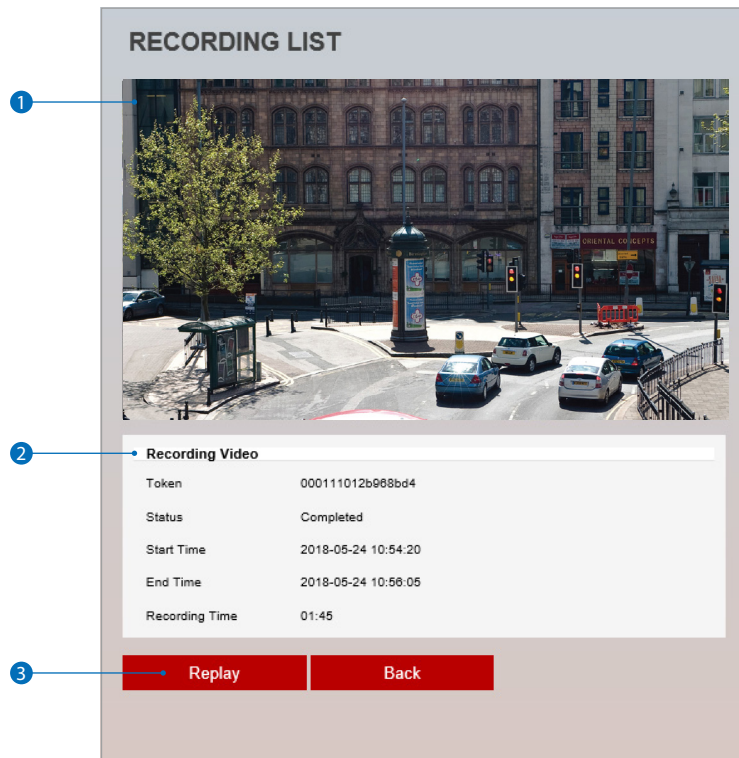 RECORDING LIST
1
ORIENTAL CONCEPTS
2
Recording Video
Token 000111012b968bd4
Status Completed
Start Time 2018-05-24 10:54:20
End Time 2018-05-24 10:56:05
Recording Time 01:45
3
Replay Back